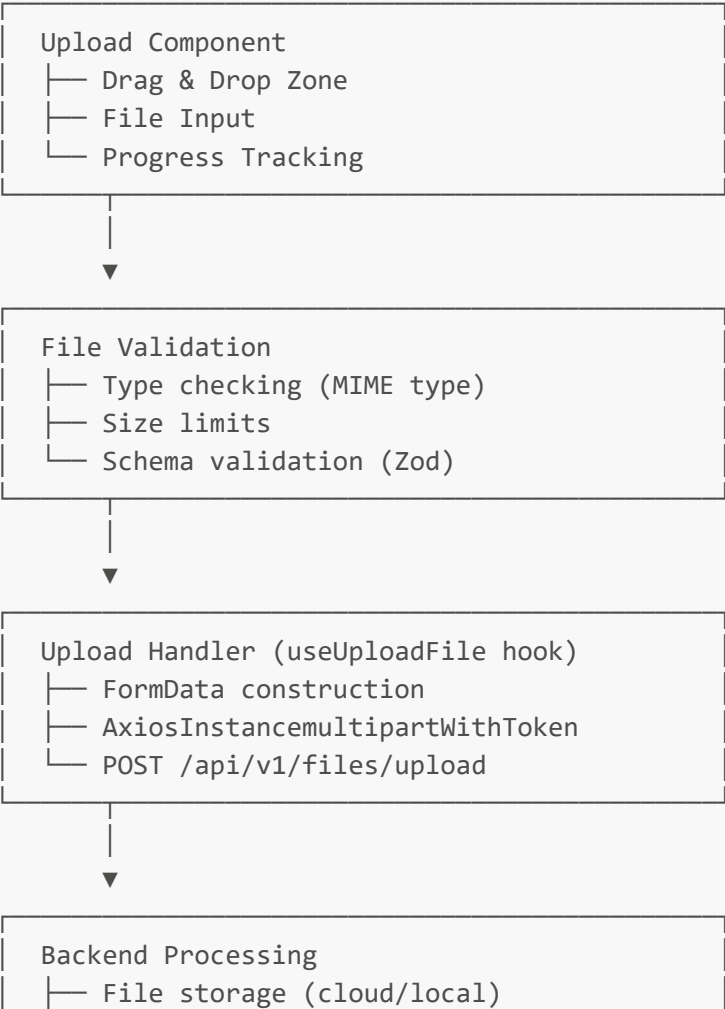 Upload Component
├── Drag & Drop Zone
├── File Input
└── Progress Tracking
▼
File Validation
├── Type checking (MIME type)
├── Size limits
└── Schema validation (Zod)
▼
Upload Handler (useUploadFile hook)
├── FormData construction
├── AxiosInstancemultipartWithToken
└── POST /api/v1/files/upload
▼
Backend Processing
├── File storage (cloud/local)